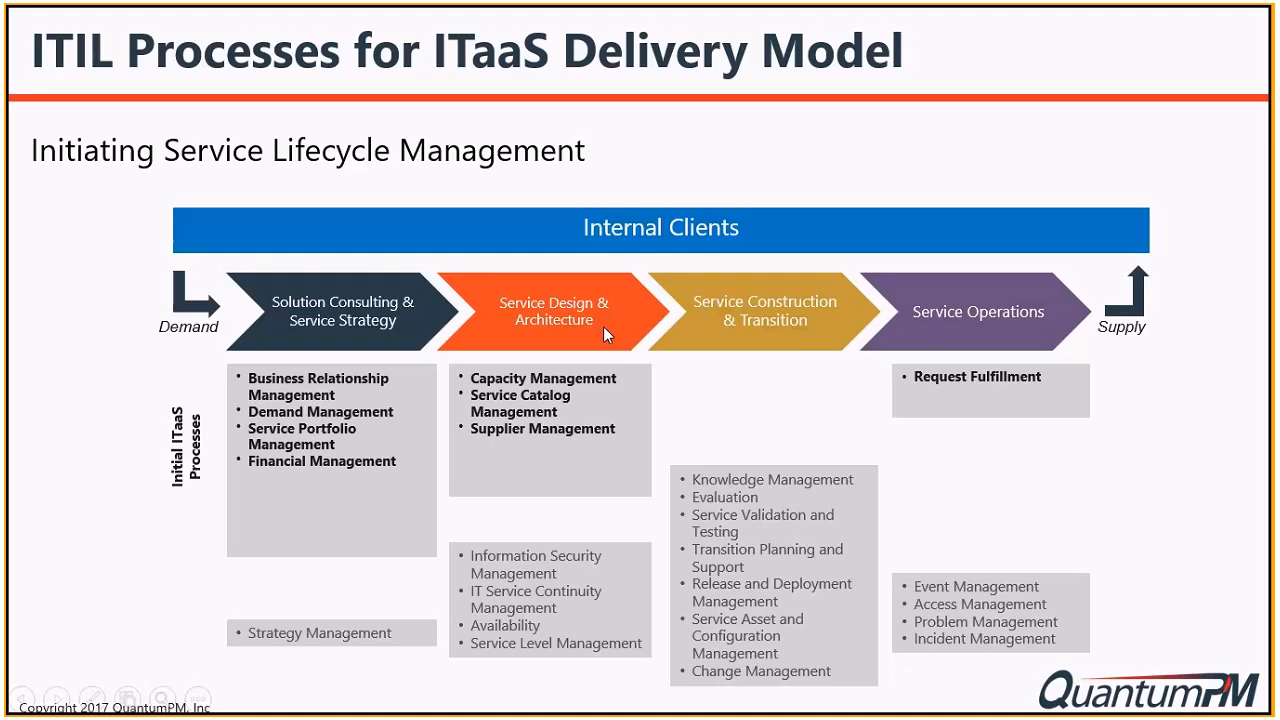 ITIL Processes for ITaaS Delivery Model
Initiating Service Lifecycle Management
Internal Clients
Demand
Solution Consulting &
Service Strategy
Service Design &
Architecture
Service Construction
& Transition
Service Operations
Supply
Initial ITaaS
Processes
• Business Relationship
Management
• Demand Management
• Service Portfolio
Management
• Financial Management
• Strategy Management
• Capacity Management
• Service Catalog
Management
• Supplier Management
• Information Security
Management
• IT Service Continuity
Management
• Availability
• Service Level Management
• Knowledge Management
• Evaluation
• Service Validation and
Testing
• Transition Planning and
Support
• Release and Deployment
Management
• Service Asset and
Configuration
Management
• Change Management
• Request Fulfillment
• Event Management
• Access Management
• Problem Management
• Incident Management
Copyright 2017 QuantumPM, Inc
QuantumPM